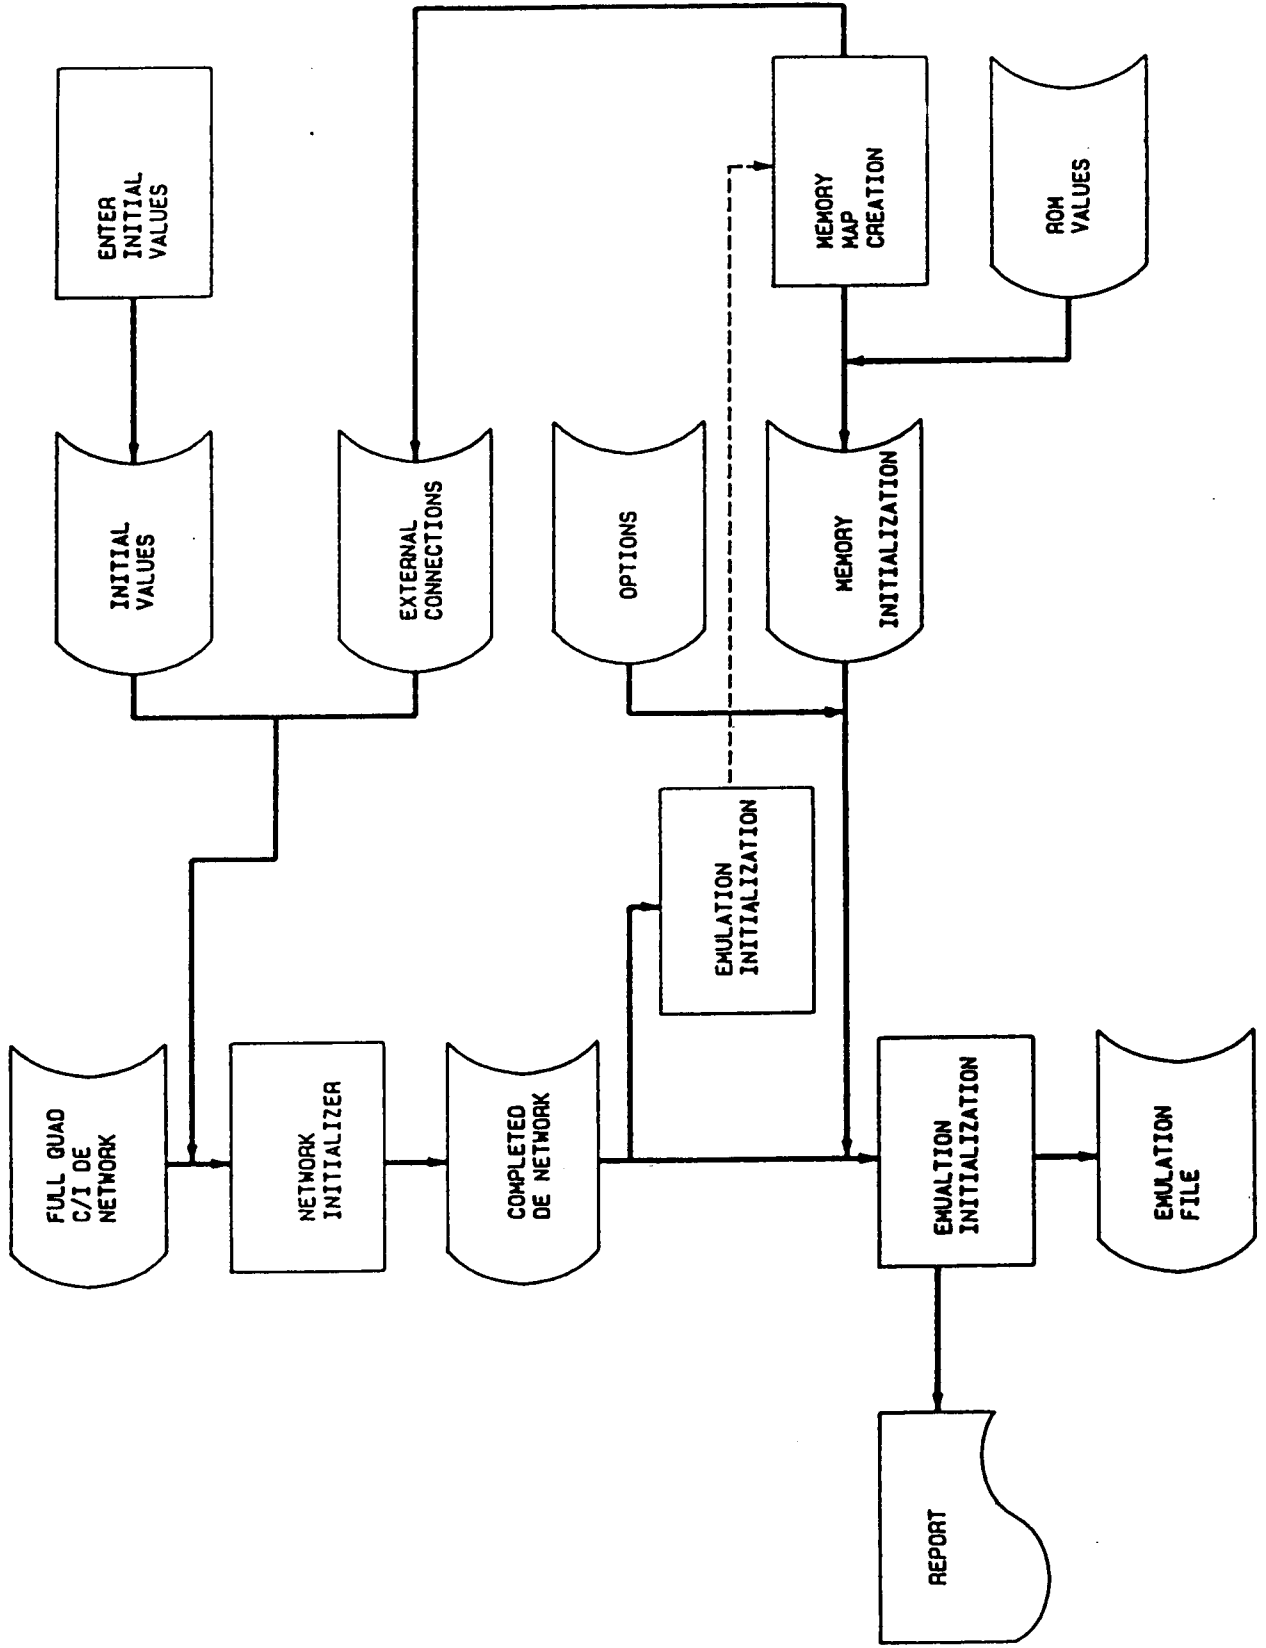 FULL QUAD
C/I DE
NETWORK
INITIAL
VALUES
ENTER
INITIAL
VALUES
NETWORK
INITIALIZER
EXTERNAL
CONNECTIONS
COMPLETED
DE NETWORK
OPTIONS
EMULATION
INITIALIZATION
MEMORY
INITIALIZATION
MEMORY
MAP
CREATION
REPORT
EMUALTION
INITIALIZATION
ROM
VALUES
EMULATION
FILE